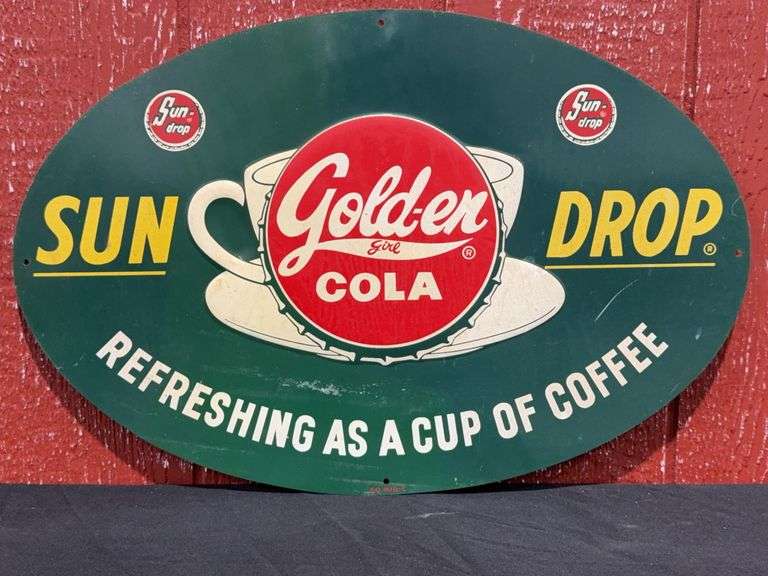 Sun-
drop
Sun-
drop
SUN
Gold-en
Girl
®
COLA
DROP®
REFRESHING AS A CUP OF COFFEE